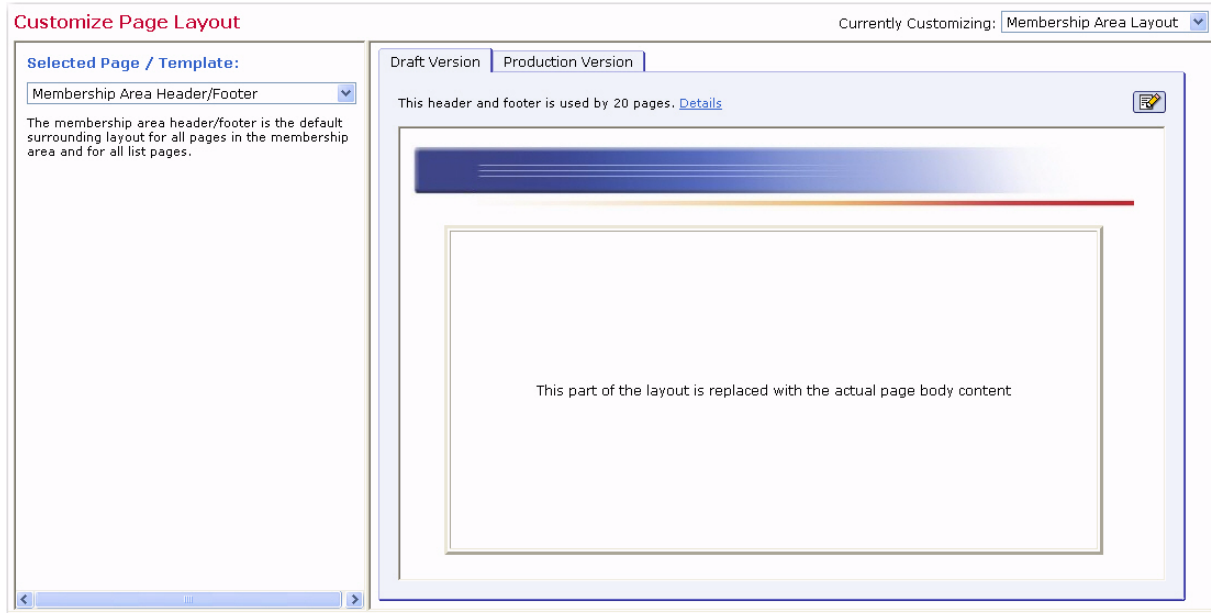 Customize Page Layout
Currently Customizing: Membership Area Layout
Selected Page / Template:
Membership Area Header/Footer
The membership area header/footer is the default
surrounding layout for all pages in the membership
area and for all list pages.
Draft Version
Production Version
This header and footer is used by 20 pages. Details
This part of the layout is replaced with the actual page body content